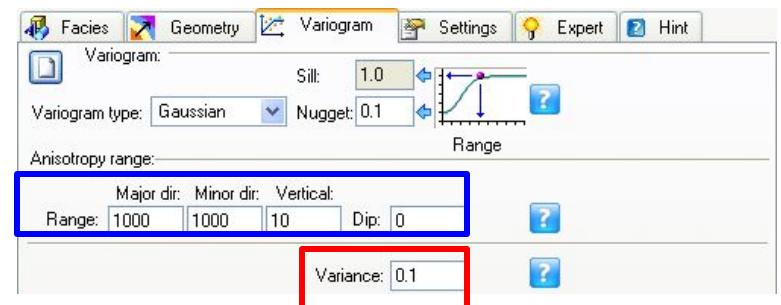 Facies Geometry Variogram Settings Expert Hint
Variogram:
Sill: 1.0
Variogram type: Gaussian Nugget: 0.1
Range
Anisotropy range:
Major dir: Minor dir: Vertical:
Range: 1000 1000 10 Dip: 0
Variance: 0.1